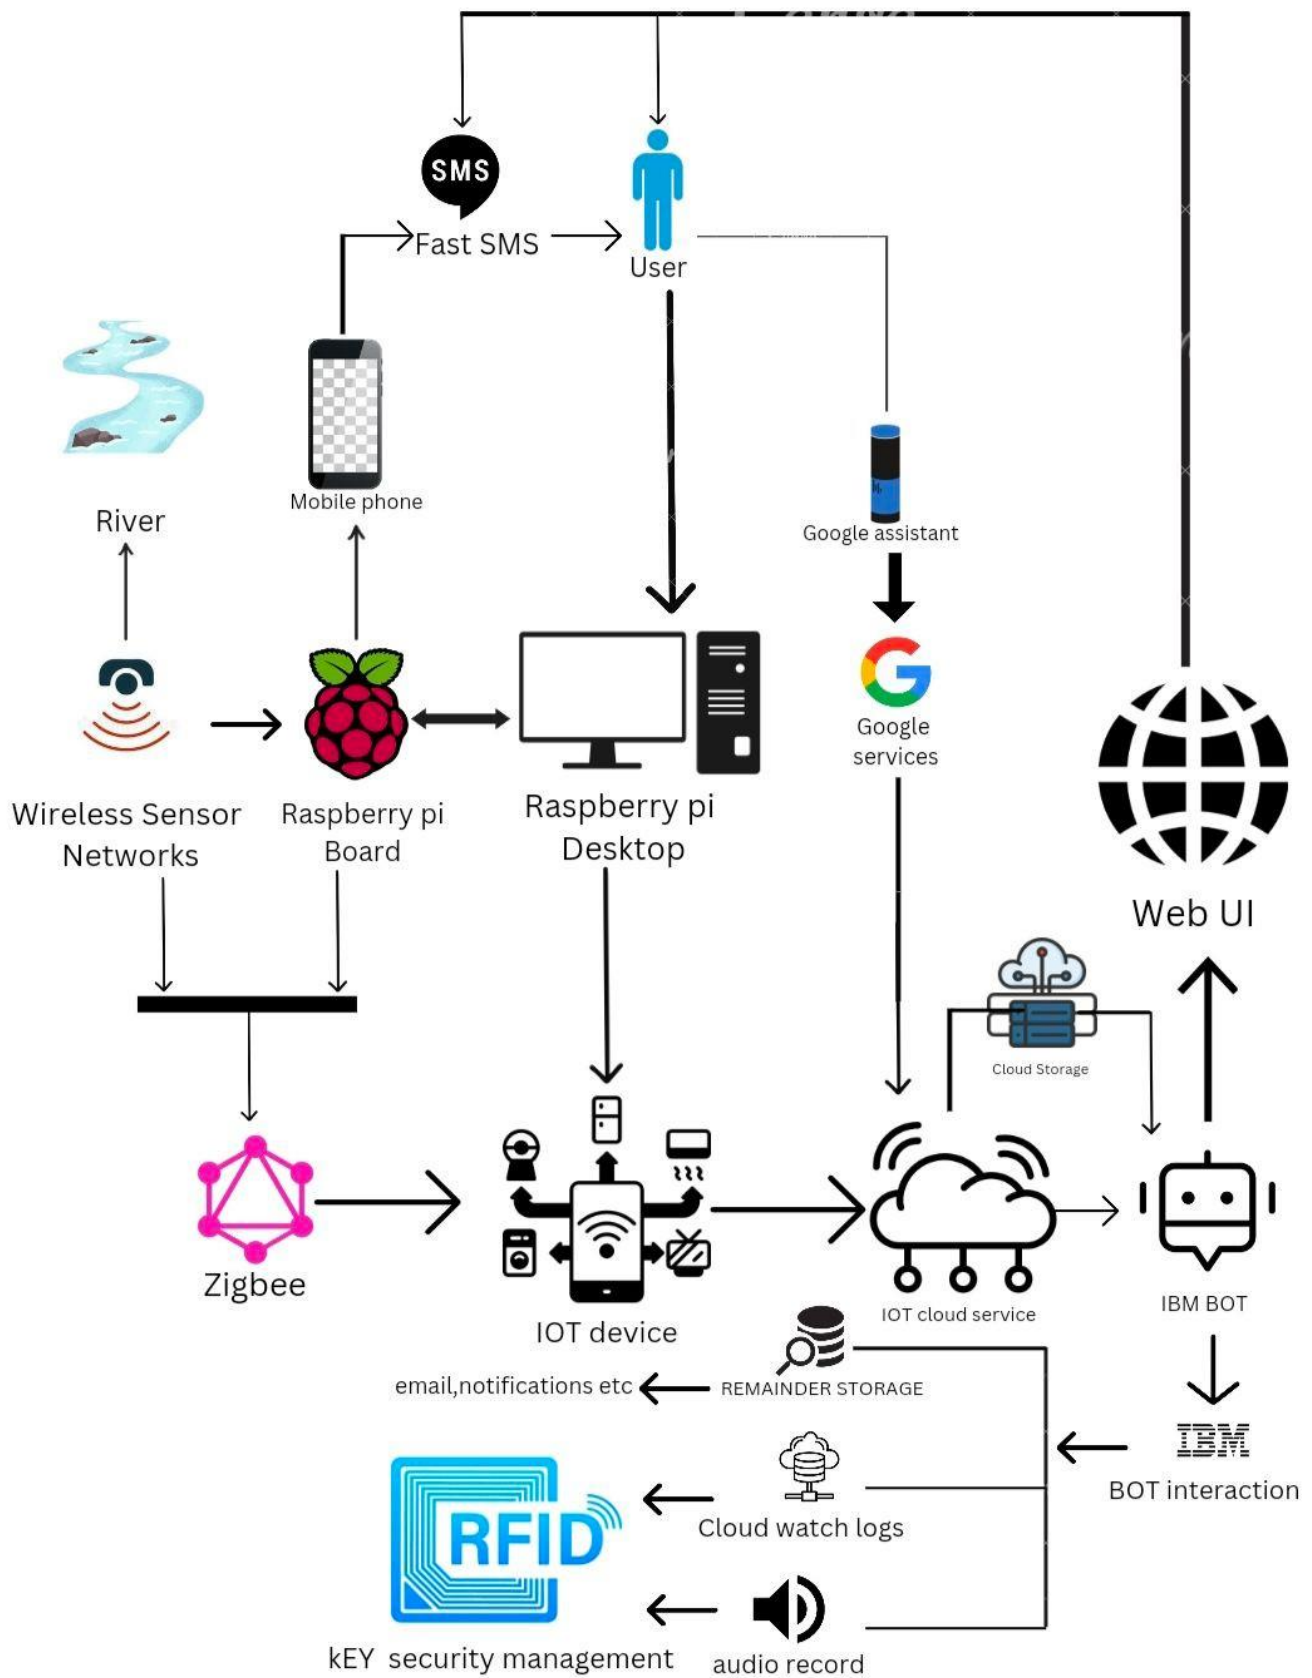 SMS
Fast SMS
User
Mobile phone
River
Google assistant
Google
services
Wireless Sensor
Networks
Raspberry pi
Board
Raspberry pi
Desktop
Web UI
Cloud Storage
Zigbee
IOT device
IOT cloud service
IBM BOT
email,notifications etc
REMAINDER STORAGE
IBM
BOT interaction
RFID
Cloud watch logs
kEY security management
audio record